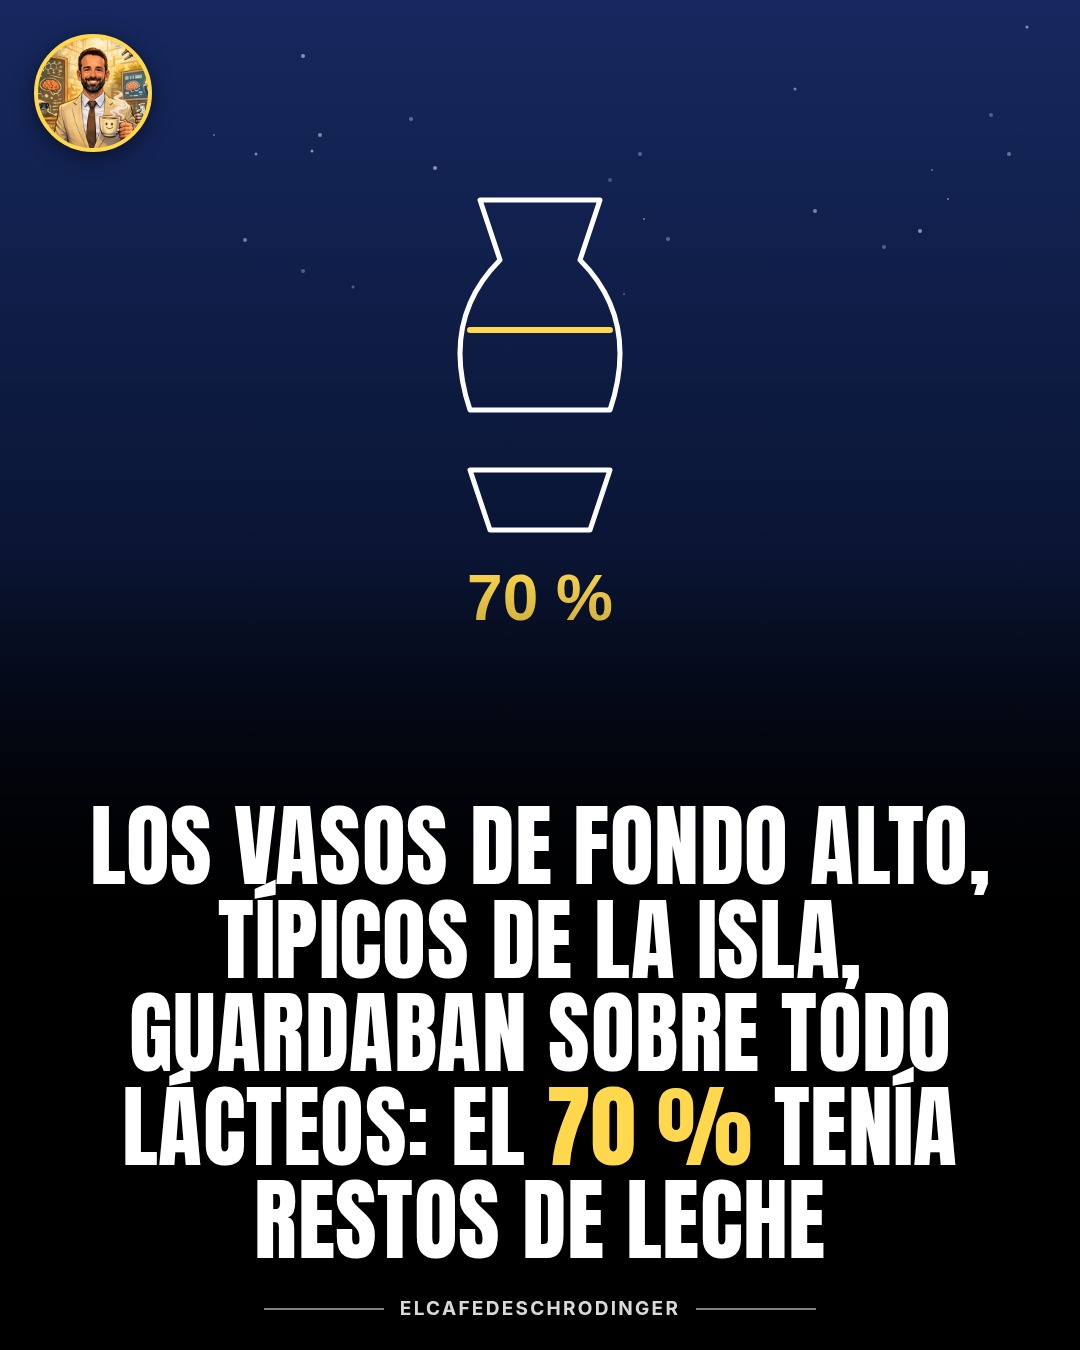 70 %
LOS VASOS DE FONDO ALTO,
TÍPICOS DE LA ISLA,
GUARDABAN SOBRE TODO
LÁCTEOS: EL 70 % TENÍA
RESTOS DE LECHE
ELCAFEDESCHRODINGER